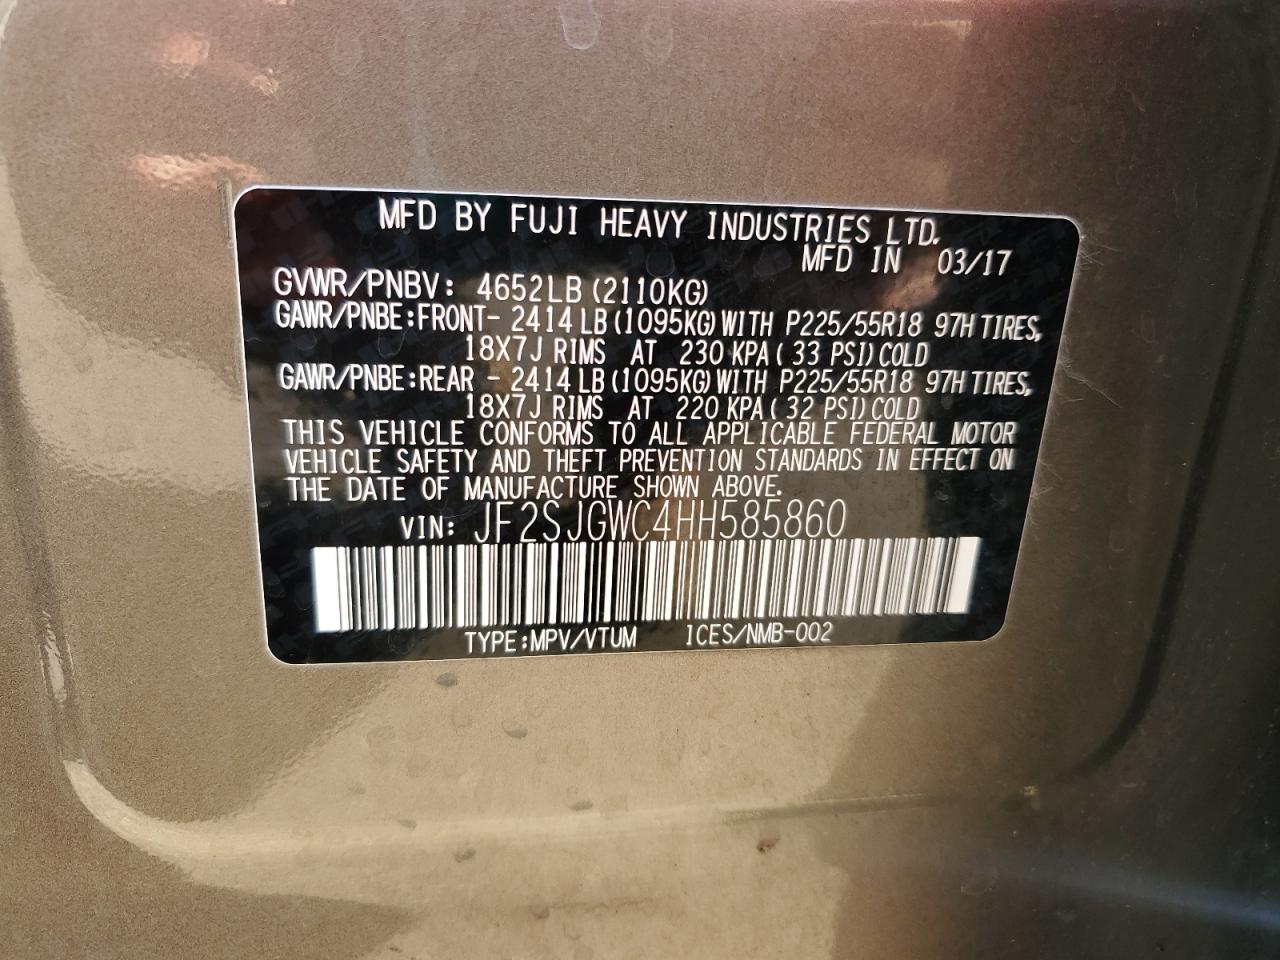 MFD BY FUJI HEAVY INDUSTRIES LTD.
MFD IN 03/17
GVWR/PNBV: 4652LB (2110KG)
GAWR/PNBE:FRONT- 2414 LB (1095KG) WITH P225/55R18 97H TIRES,
18X7J RIMS AT 230 KPA ( 33 PSI) COLD
GAWR/PNBE:REAR - 2414 LB (1095KG) WITH P225/55R18 97H TIRES,
18X7J RIMS AT 220 KPA ( 32 PSI) COLD
THIS VEHICLE CONFORMS TO ALL APPLICABLE FEDERAL MOTOR
VEHICLE SAFETY AND THEFT PREVENTION STANDARDS IN EFFECT ON
THE DATE OF MANUFACTURE SHOWN ABOVE.
VIN: JF2SJGWC4HH585860
TYPE:MPV/VTUM ICES/NMB-002